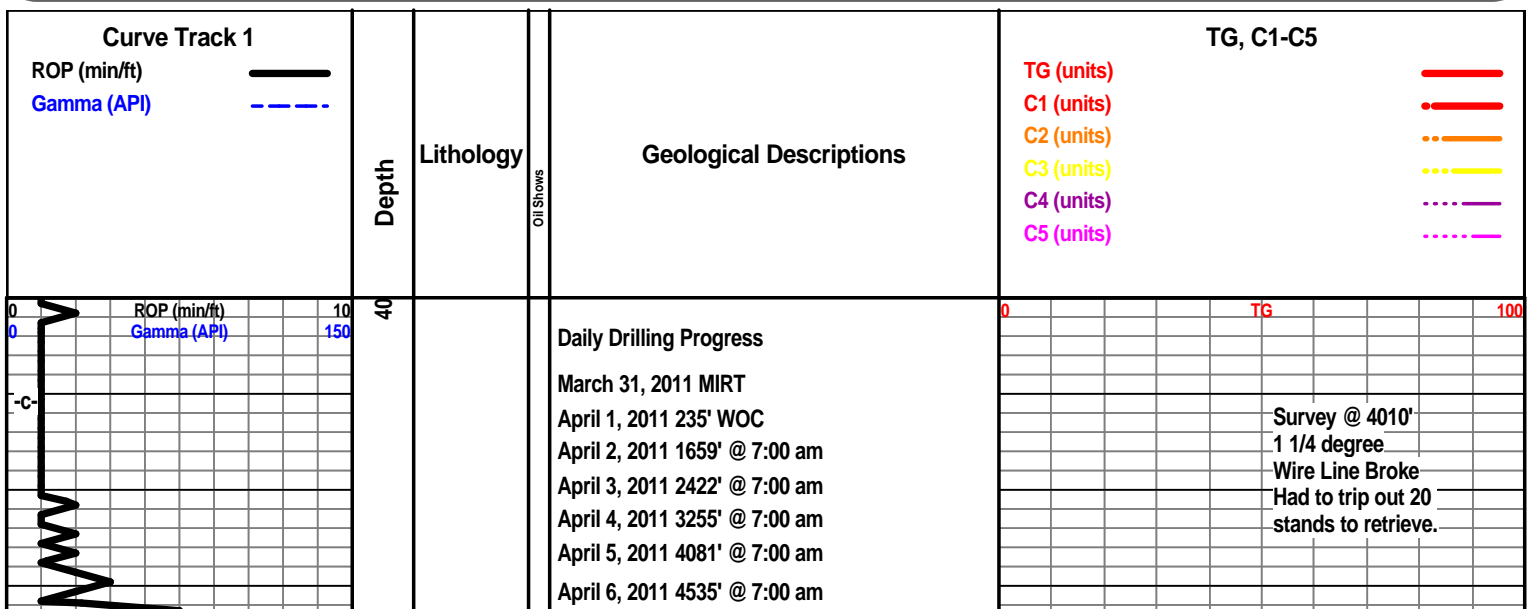 Curve Track 1
ROP (min/ft)
Gamma (API)
Depth
Lithology
Oil Shows
Geological Descriptions
TG, C1-C5
TG (units)
C1 (units)
C2 (units)
C3 (units)
C4 (units)
C5 (units)
0 ROP (min/ft) 10
0 Gamma (API) 150
40
0 TG 100
-c-
Daily Drilling Progress
March 31, 2011 MIRT
April 1, 2011 235' WOC
April 2, 2011 1659' @ 7:00 am
April 3, 2011 2422' @ 7:00 am
April 4, 2011 3255' @ 7:00 am
April 5, 2011 4081' @ 7:00 am
April 6, 2011 4535' @ 7:00 am
Survey @ 4010'
1 1/4 degree
Wire Line Broke
Had to trip out 20
stands to retrieve.